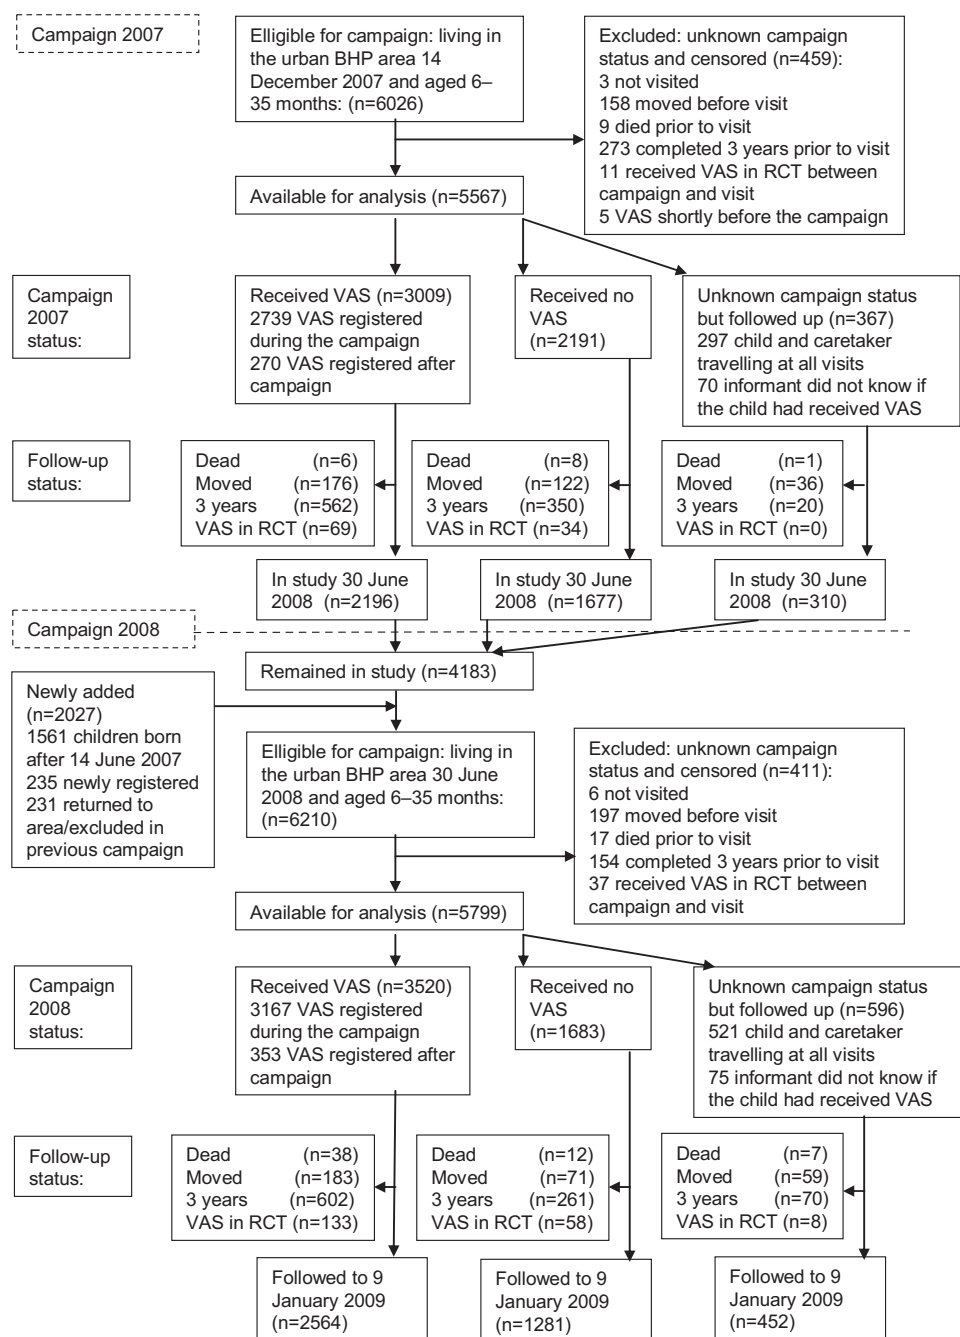 Campaign 2007
Elligible for campaign: living in
the urban BHP area 14
December 2007 and aged 6–
35 months: (n=6026)
Excluded: unknown campaign
status and censored (n=459):
3 not visited
158 moved before visit
9 died prior to visit
273 completed 3 years prior to visit
11 received VAS in RCT between
campaign and visit
5 VAS shortly before the campaign
Available for analysis (n=5567)
Campaign
2007
status:
Received VAS (n=3009)
2739 VAS registered
during the campaign
270 VAS registered after
campaign
Received no
VAS
(n=2191)
Unknown campaign status
but followed up (n=367)
297 child and caretaker
travelling at all visits
70 informant did not know if
the child had received VAS
Follow-up
status:
Dead (n=6)
Moved (n=176)
3 years (n=562)
VAS in RCT (n=69)
Dead (n=8)
Moved (n=122)
3 years (n=350)
VAS in RCT (n=34)
Dead (n=1)
Moved (n=36)
3 years (n=20)
VAS in RCT (n=0)
In study 30 June
2008 (n=2196)
In study 30 June
2008 (n=1677)
In study 30 June
2008 (n=310)
Campaign 2008
Remained in study (n=4183)
Newly added
(n=2027)
1561 children born
after 14 June 2007
235 newly registered
231 returned to
area/excluded in
previous campaign
Elligible for campaign: living in
the urban BHP area 30 June
2008 and aged 6–35 months:
(n=6210)
Excluded: unknown campaign
status and censored (n=411):
6 not visited
197 moved before visit
17 died prior to visit
154 completed 3 years prior to visit
37 received VAS in RCT between
campaign and visit
Available for analysis (n=5799)
Campaign
2008
status:
Received VAS (n=3520)
3167 VAS registered
during the campaign
353 VAS registered after
campaign
Received no
VAS
(n=1683)
Unknown campaign status
but followed up (n=596)
521 child and caretaker
travelling at all visits
75 informant did not know if
the child had received VAS
Follow-up
status:
Dead (n=38)
Moved (n=183)
3 years (n=602)
VAS in RCT (n=133)
Dead (n=12)
Moved (n=71)
3 years (n=261)
VAS in RCT (n=58)
Dead (n=7)
Moved (n=59)
3 years (n=70)
VAS in RCT (n=8)
Followed to 9
January 2009
(n=2564)
Followed to 9
January 2009
(n=1281)
Followed to 9
January 2009
(n=452)